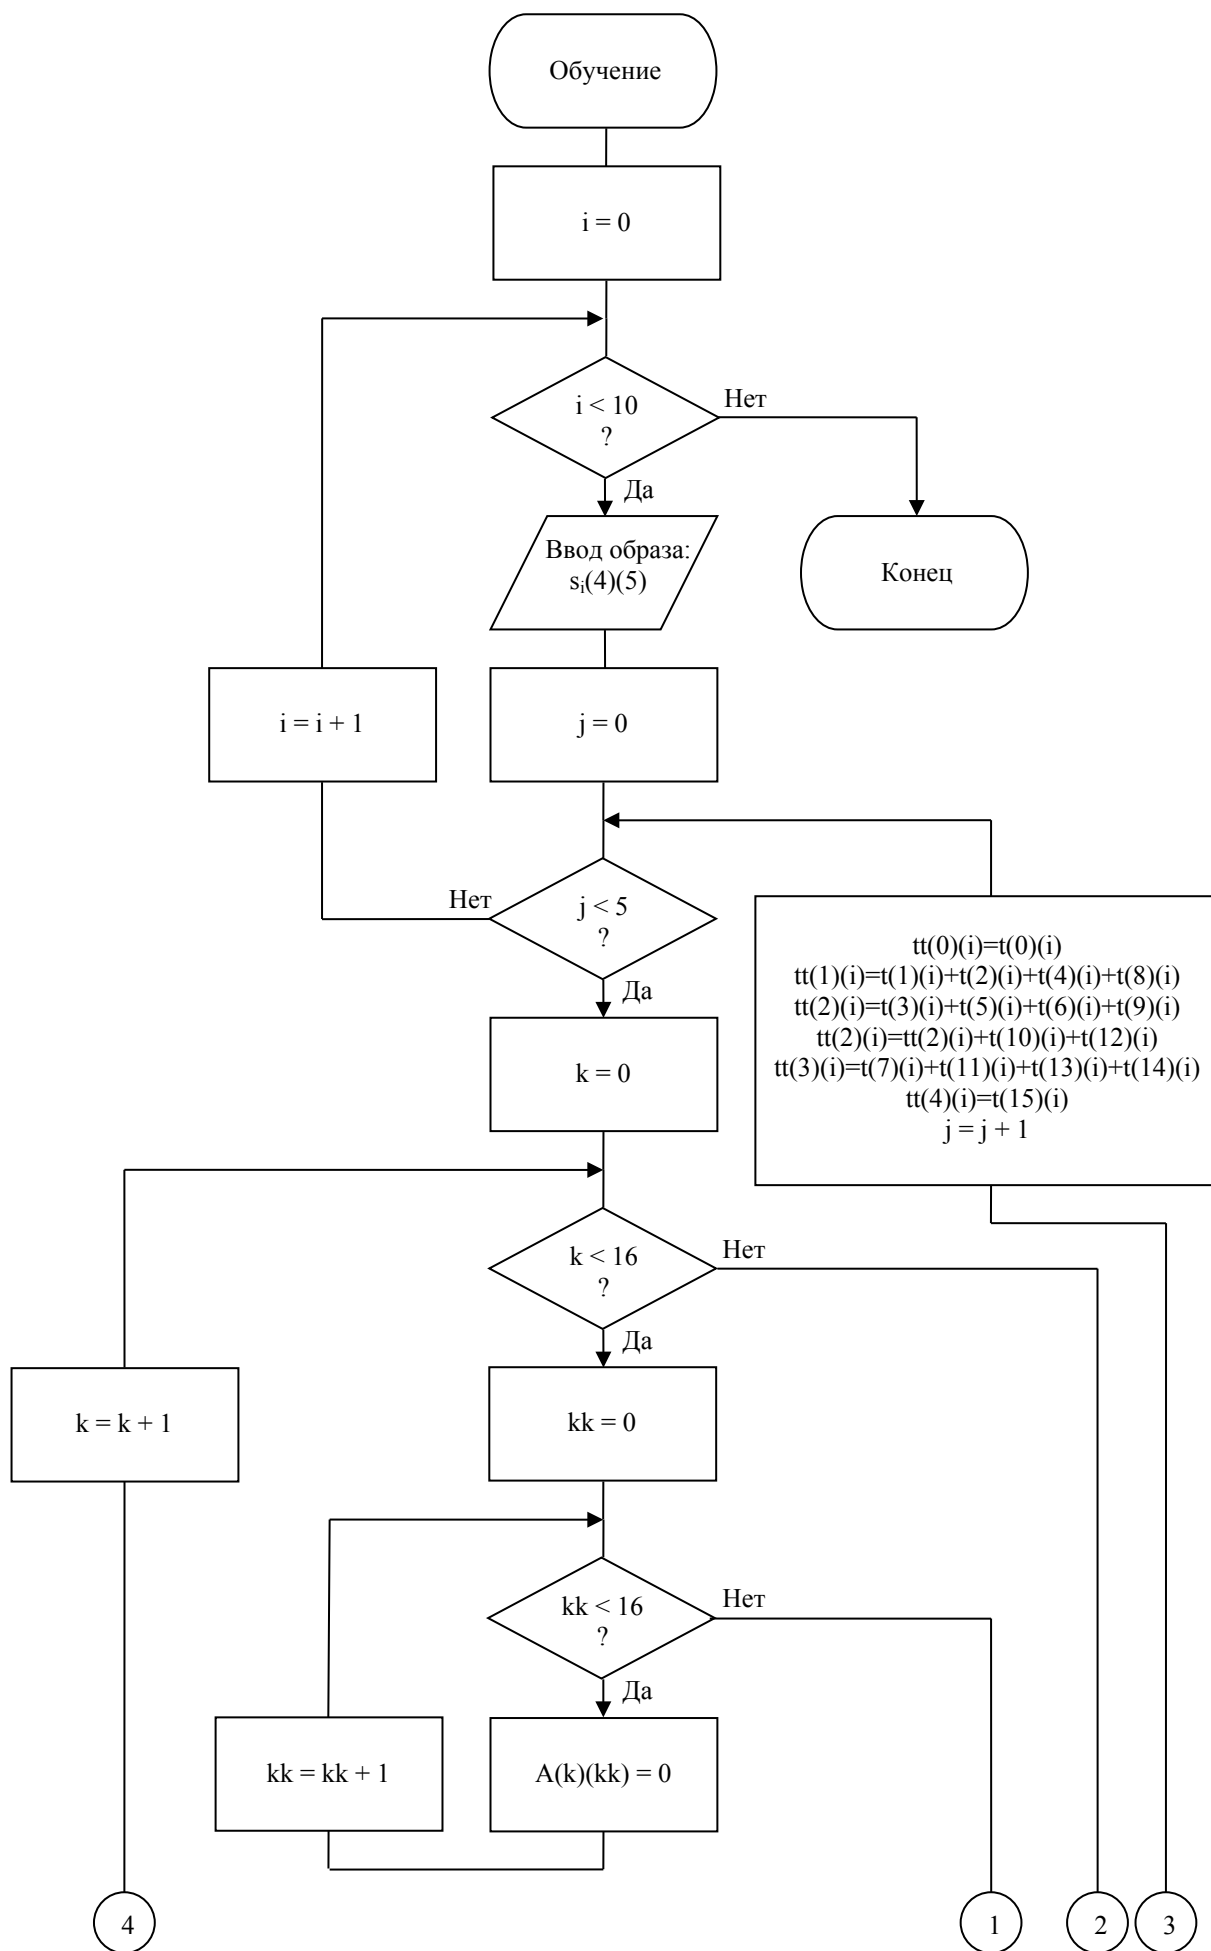 Обучение
i = 0
i < 10
?
Нет
Да
Ввод образа:
sᵢ(4)(5)
Конец
i = i + 1
j = 0
Нет
j < 5
?
Да
tt(0)(i)=t(0)(i)
tt(1)(i)=t(1)(i)+t(2)(i)+t(4)(i)+t(8)(i)
tt(2)(i)=t(3)(i)+t(5)(i)+t(6)(i)+t(9)(i)
tt(2)(i)=tt(2)(i)+t(10)(i)+t(12)(i)
tt(3)(i)=t(7)(i)+t(11)(i)+t(13)(i)+t(14)(i)
tt(4)(i)=t(15)(i)
j = j + 1
k = 0
k < 16
?
Нет
Да
k = k + 1
kk = 0
kk < 16
?
Нет
Да
kk = kk + 1
A(k)(kk) = 0
4
1
2
3